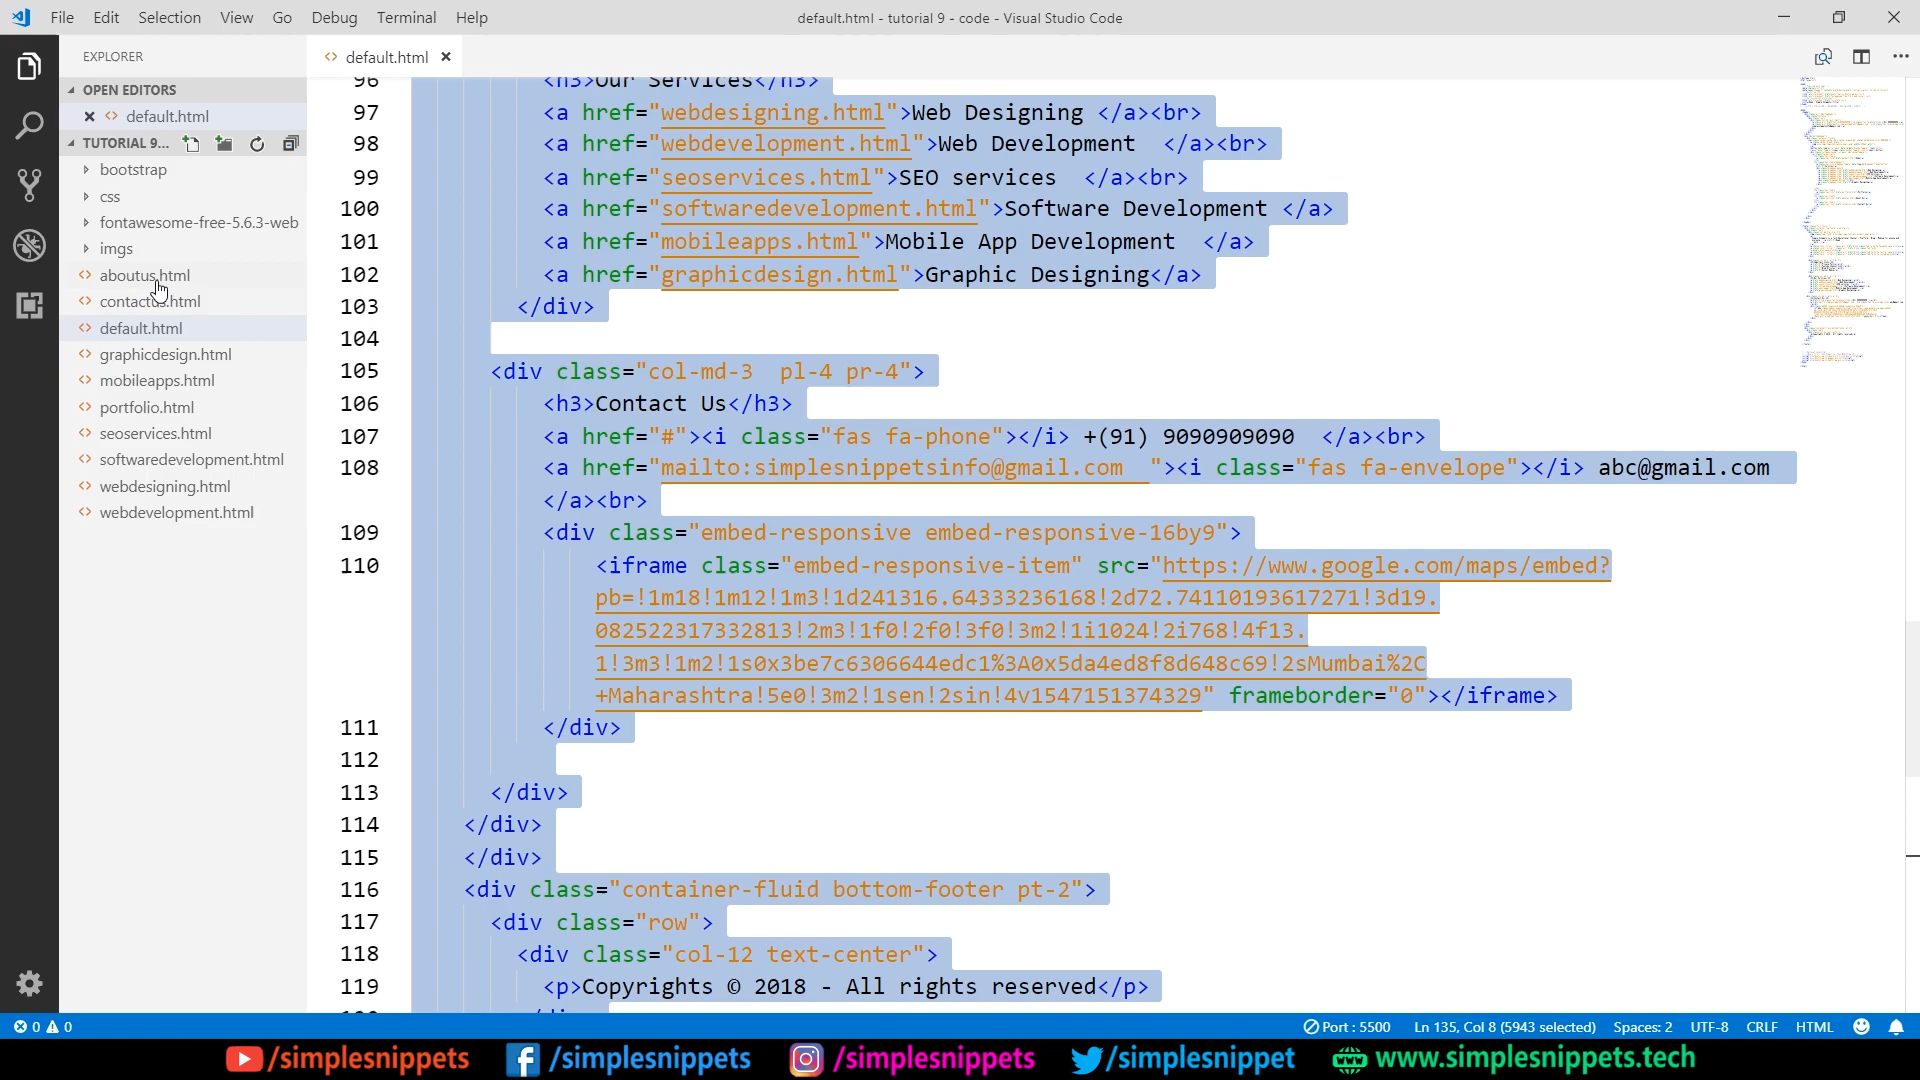 File Edit Selection View Go Debug Terminal Help default.html - tutorial 9 - code - Visual Studio Code
EXPLORER
default.html
OPEN EDITORS
default.html
TUTORIAL 9...
bootstrap
css
fontawesome-free-5.6.3-web
imgs
aboutus.html
contactus.html
default.html
graphicdesign.html
mobileapps.html
portfolio.html
seoservices.html
softwaredevelopment.html
webdesigning.html
webdevelopment.html
96 <h3>Our Services</h3>
97 <a href="webdesigning.html">Web Designing </a><br>
98 <a href="webdevelopment.html">Web Development  </a><br>
99 <a href="seoservices.html">SEO services  </a><br>
100 <a href="softwaredevelopment.html">Software Development </a>
101 <a href="mobileapps.html">Mobile App Development  </a>
102 <a href="graphicdesign.html">Graphic Designing</a>
103 </div>
104
105 <div class="col-md-3  pl-4 pr-4">
106 <h3>Contact Us</h3>
107 <a href="#"><i class="fas fa-phone"></i> +(91) 9090909090  </a><br>
108 <a href="mailto:simplesnippetsinfo@gmail.com  "><i class="fas fa-envelope"></i> abc@gmail.com
</a><br>
109 <div class="embed-responsive embed-responsive-16by9">
110 <iframe class="embed-responsive-item" src="https://www.google.com/maps/embed?
pb=!1m18!1m12!1m3!1d241316.64333236168!2d72.74110193617271!3d19.
082522317332813!2m3!1f0!2f0!3f0!3m2!1i1024!2i768!4f13.
1!3m3!1m2!1s0x3be7c6306644edc1%3A0x5da4ed8f8d648c69!2sMumbai%2C
+Maharashtra!5e0!3m2!1sen!2sin!4v1547151374329" frameborder="0"></iframe>
111 </div>
112
113 </div>
114 </div>
115 </div>
116 <div class="container-fluid bottom-footer pt-2">
117 <div class="row">
118 <div class="col-12 text-center">
119 <p>Copyrights © 2018 - All rights reserved</p>
0 0 Port : 5500 Ln 135, Col 8 (5943 selected) Spaces: 2 UTF-8 CRLF HTML
/simplesnippets /simplesnippets /simplesnippets /simplesnippet www.simplesnippets.tech